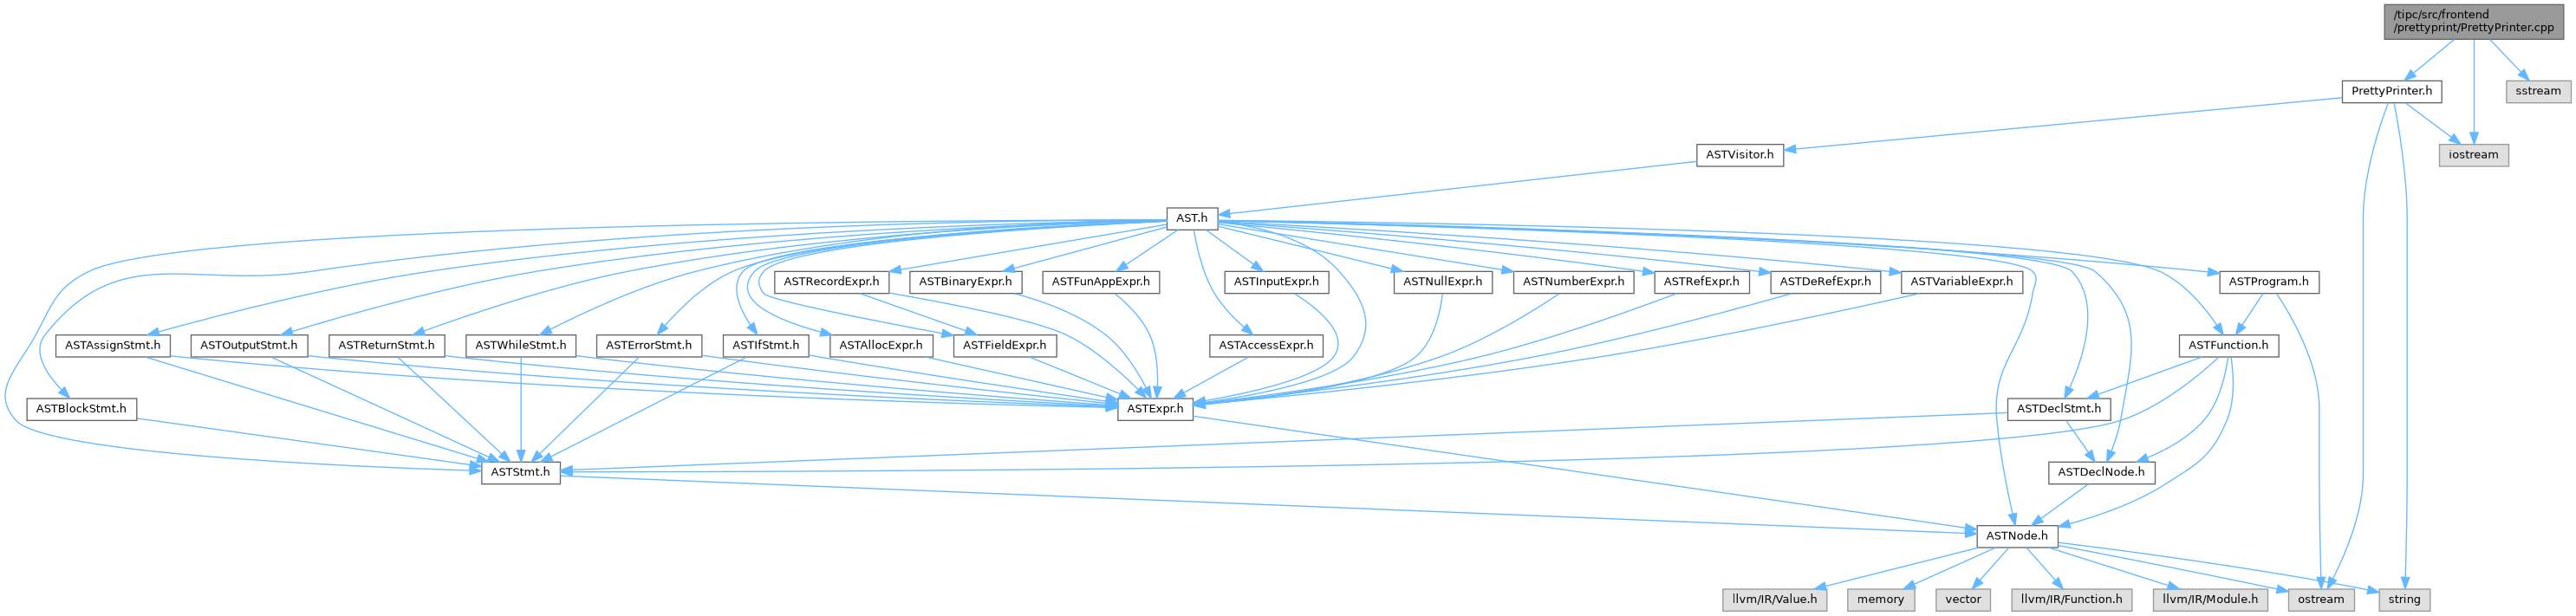 /tipc/src/frontend
/prettyprint/PrettyPrinter.cpp
PrettyPrinter.h
sstream
ASTVisitor.h
iostream
AST.h
ASTRecordExpr.h
ASTBinaryExpr.h
ASTFunAppExpr.h
ASTInputExpr.h
ASTNullExpr.h
ASTNumberExpr.h
ASTRefExpr.h
ASTDeRefExpr.h
ASTVariableExpr.h
ASTProgram.h
ASTAssignStmt.h
ASTOutputStmt.h
ASTReturnStmt.h
ASTWhileStmt.h
ASTErrorStmt.h
ASTIfStmt.h
ASTAllocExpr.h
ASTFieldExpr.h
ASTAccessExpr.h
ASTFunction.h
ASTBlockStmt.h
ASTExpr.h
ASTDeclStmt.h
ASTStmt.h
ASTDeclNode.h
ASTNode.h
llvm/IR/Value.h
memory
vector
llvm/IR/Function.h
llvm/IR/Module.h
ostream
string